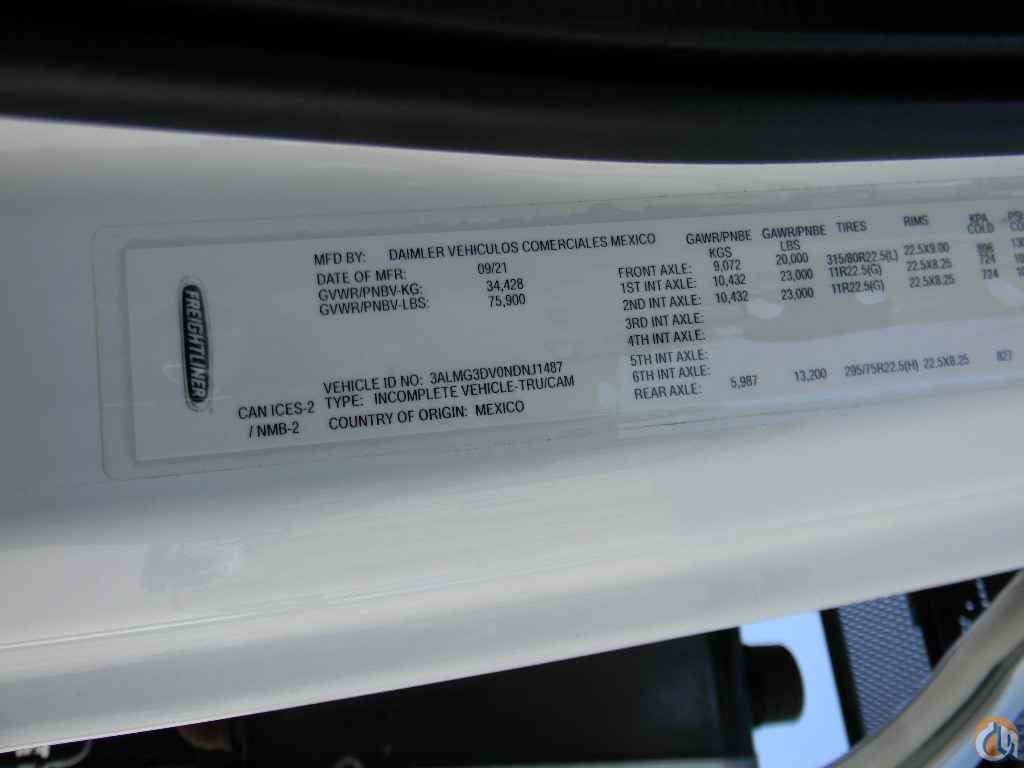 FREIGHTLINER
CAN ICES-2
/ NMB-2
MFD BY: DAIMLER VEHICULOS COMERCIALES MEXICO
DATE OF MFR: 09/21
GVWR/PNBV-KG: 34,428
GVWR/PNBV-LBS: 75,900
VEHICLE ID NO: 3ALMG3DV0NDNJ1487
TYPE: INCOMPLETE VEHICLE-TRU/CAM
COUNTRY OF ORIGIN: MEXICO
GAWR/PNBE KGS GAWR/PNBE LBS TIRES RIMS KPA COLD
FRONT AXLE: 9,072 20,000 315/80R22.5(L) 22.5X9.00
1ST INT AXLE: 10,432 23,000 11R22.5(G) 22.5X8.25 724
2ND INT AXLE: 10,432 23,000 11R22.5(G) 22.5X8.25 724
3RD INT AXLE:
4TH INT AXLE:
5TH INT AXLE:
6TH INT AXLE:
REAR AXLE: 5,987 13,200 295/75R22.5(H) 22.5X8.25 827